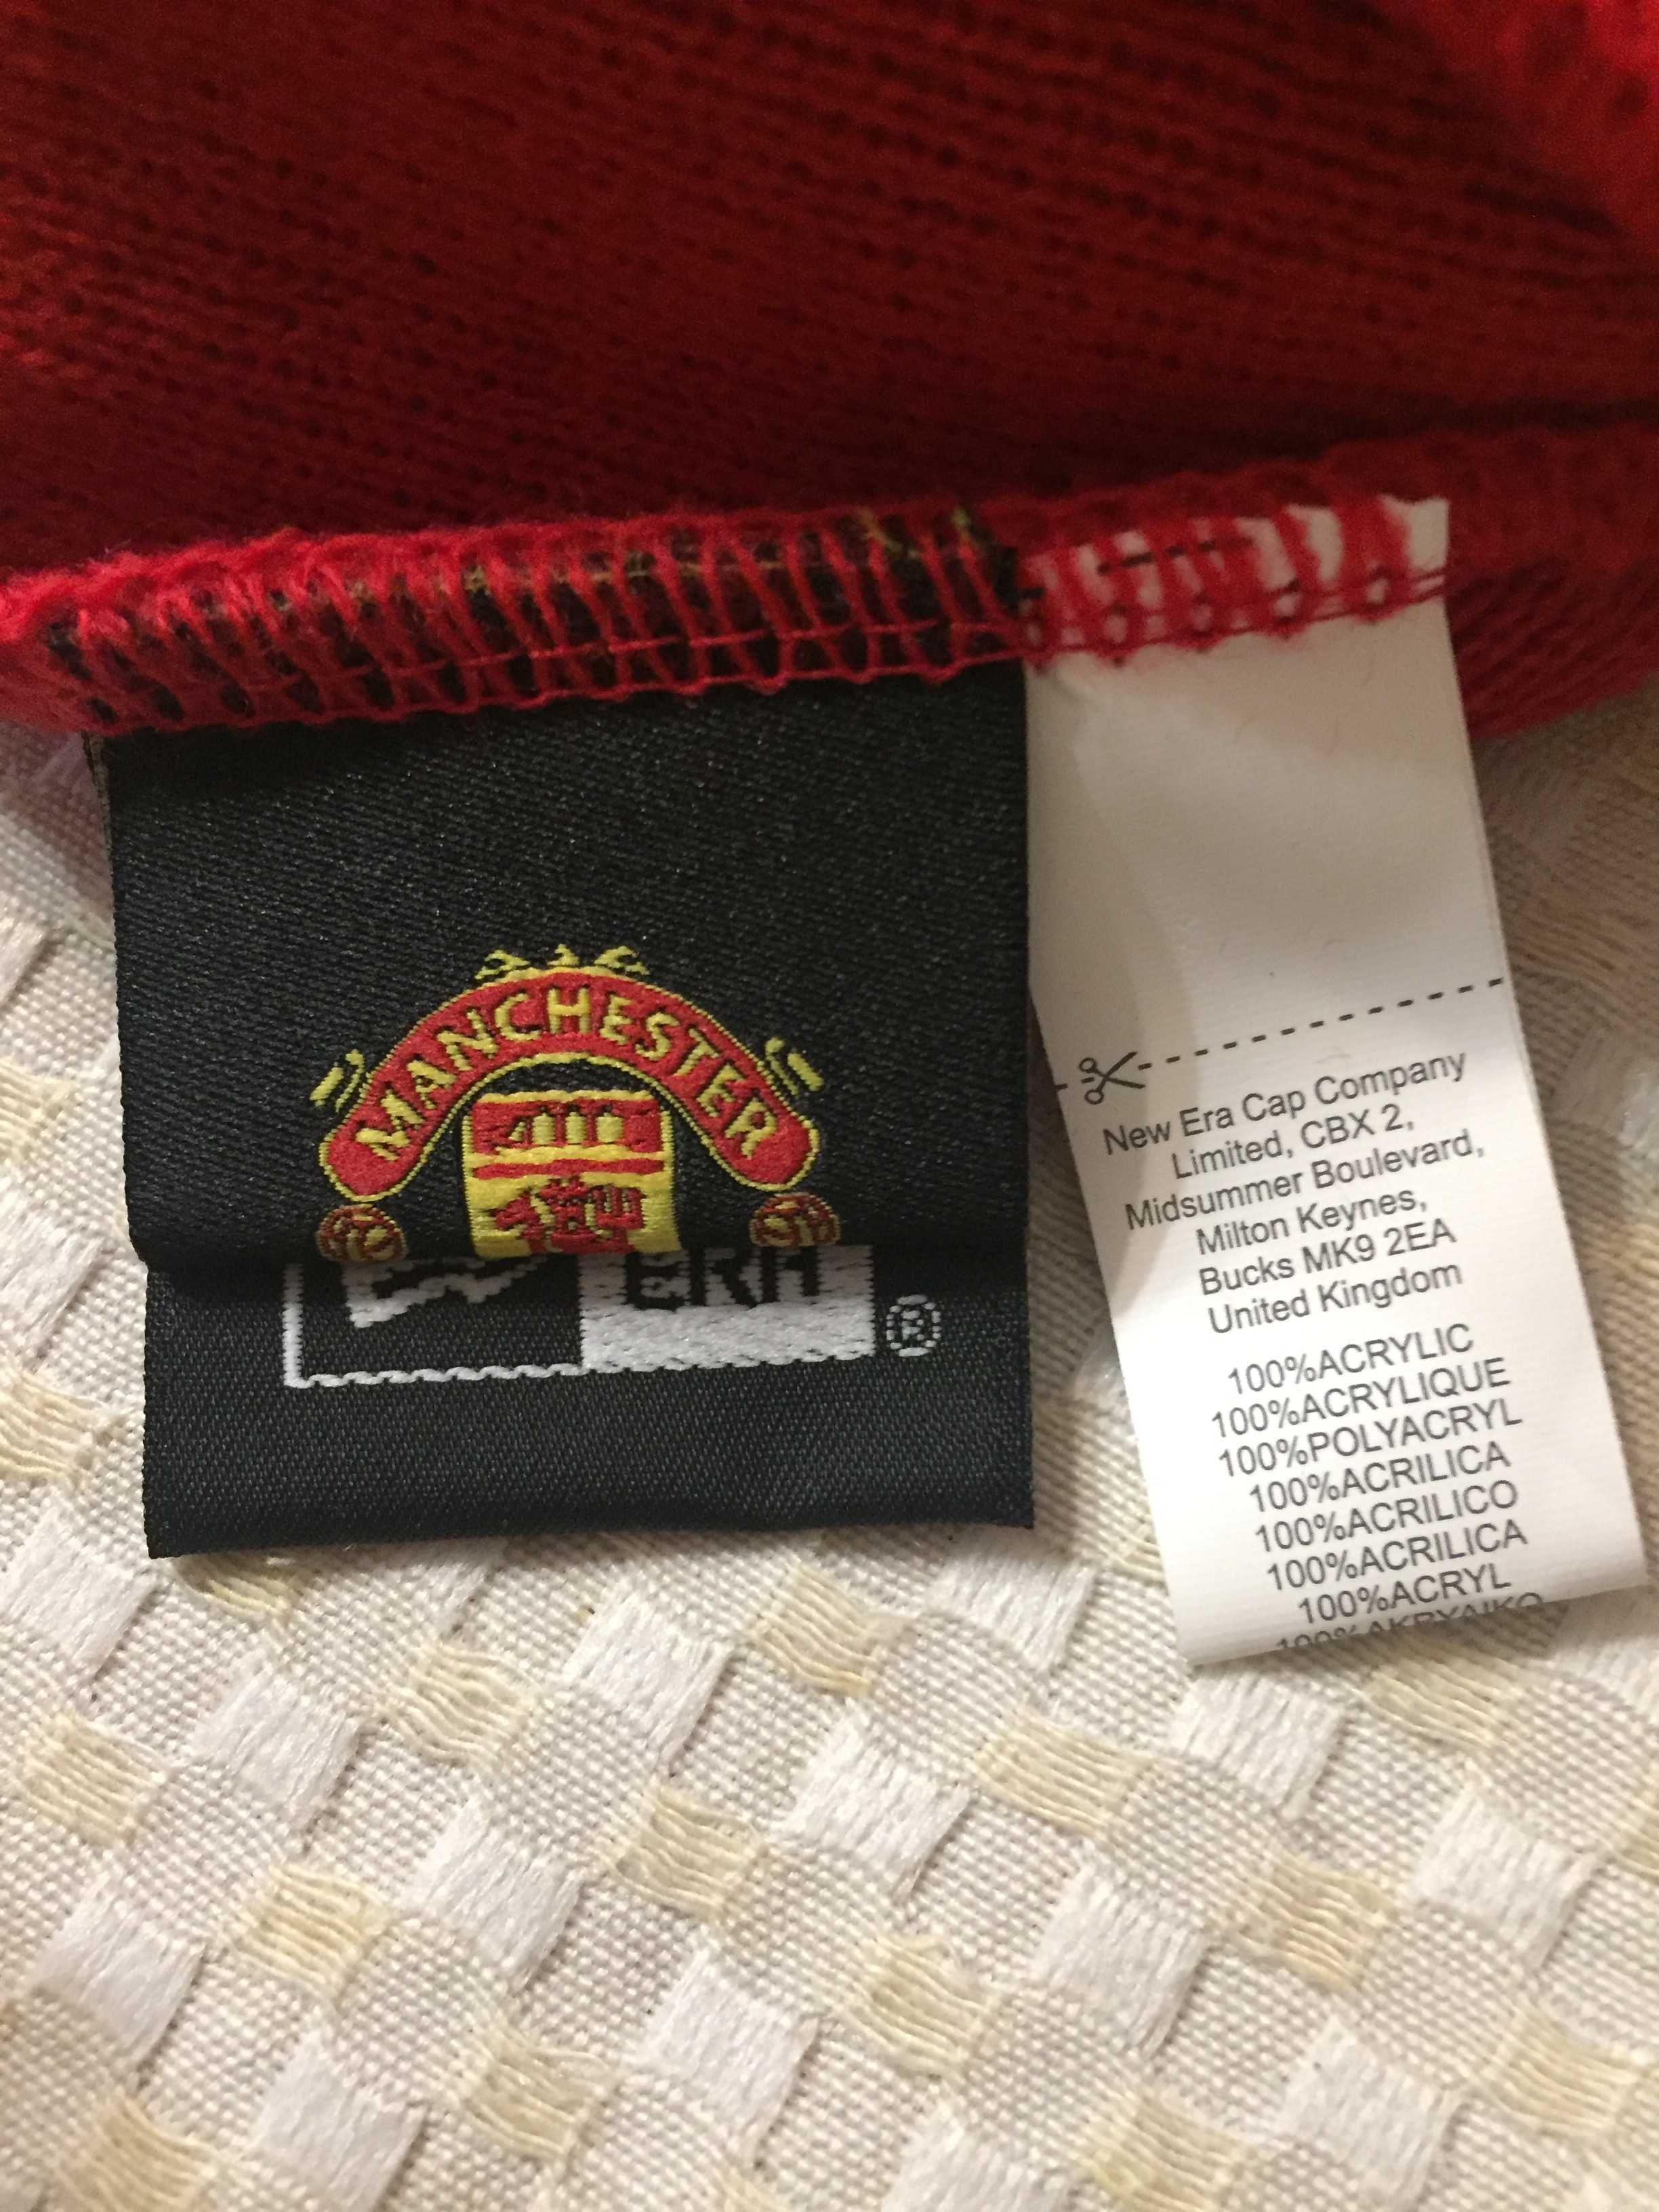 MANCHESTER
ERA
®
New Era Cap Company
Limited, CBX 2,
Midsummer Boulevard,
Milton Keynes,
Bucks MK9 2EA
United Kingdom
100%ACRYLIC
100%ACRYLIQUE
100%POLYACRYL
100%ACRILICA
100%ACRILICO
100%ACRILICA
100%ACRYL